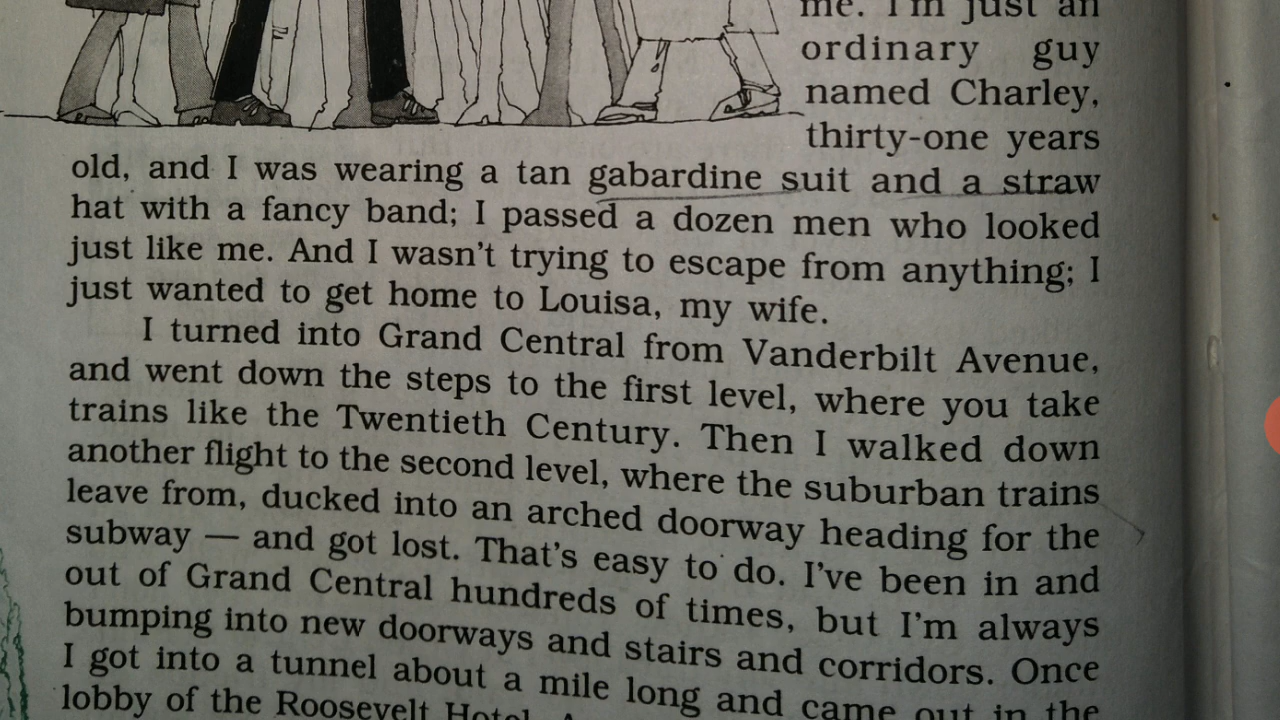 me. I'm just an
ordinary guy
named Charley,
thirty-one years
old, and I was wearing a tan gabardine suit and a straw
hat with a fancy band; I passed a dozen men who looked
just like me. And I wasn't trying to escape from anything; I
just wanted to get home to Louisa, my wife.
I turned into Grand Central from Vanderbilt Avenue,
and went down the steps to the first level, where you take
trains like the Twentieth Century. Then I walked down
another flight to the second level, where the suburban trains
leave from, ducked into an arched doorway heading for the
subway — and got lost. That's easy to do. I've been in and
out of Grand Central hundreds of times, but I'm always
bumping into new doorways and stairs and corridors. Once
I got into a tunnel about a mile long and came out in the
lobby of the Roosevelt Hotel.